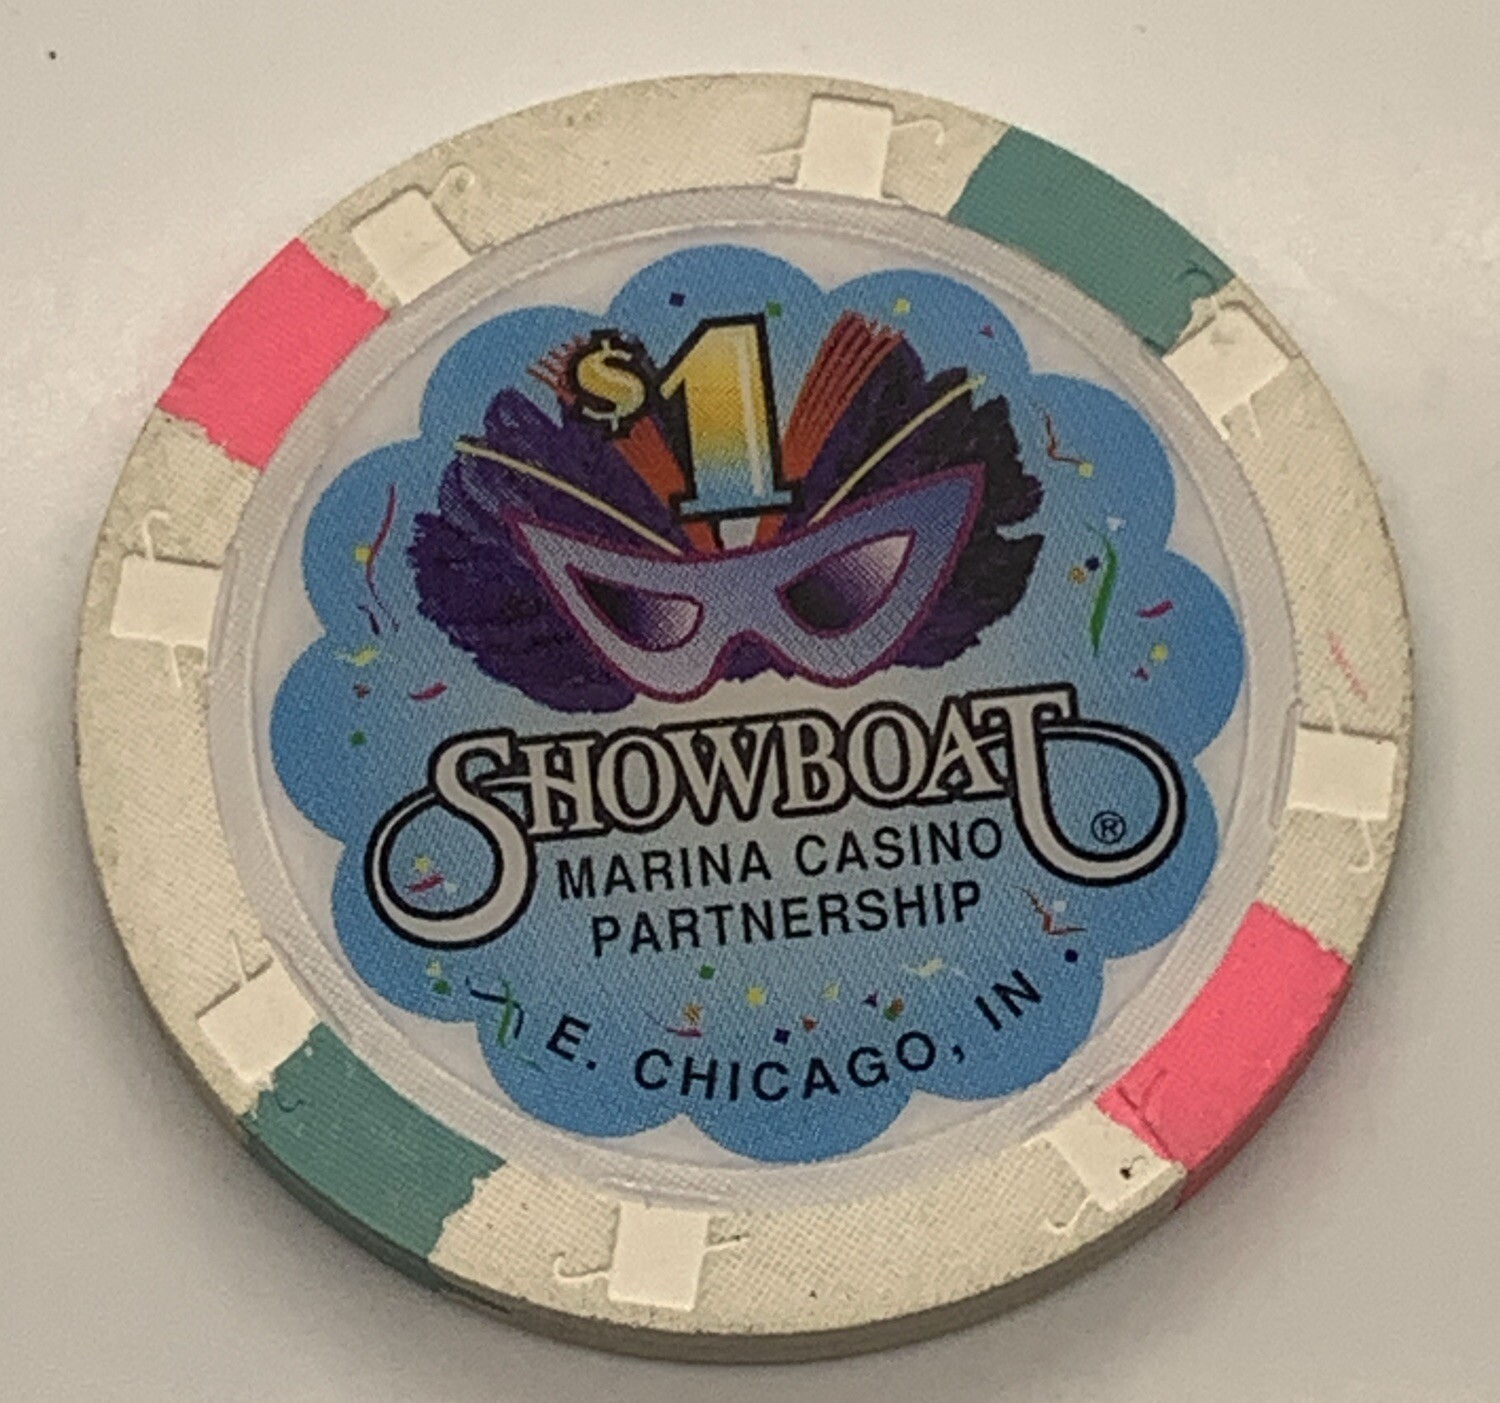 $1
SHOWBOAT®
MARINA CASINO
PARTNERSHIP
E. CHICAGO, IN